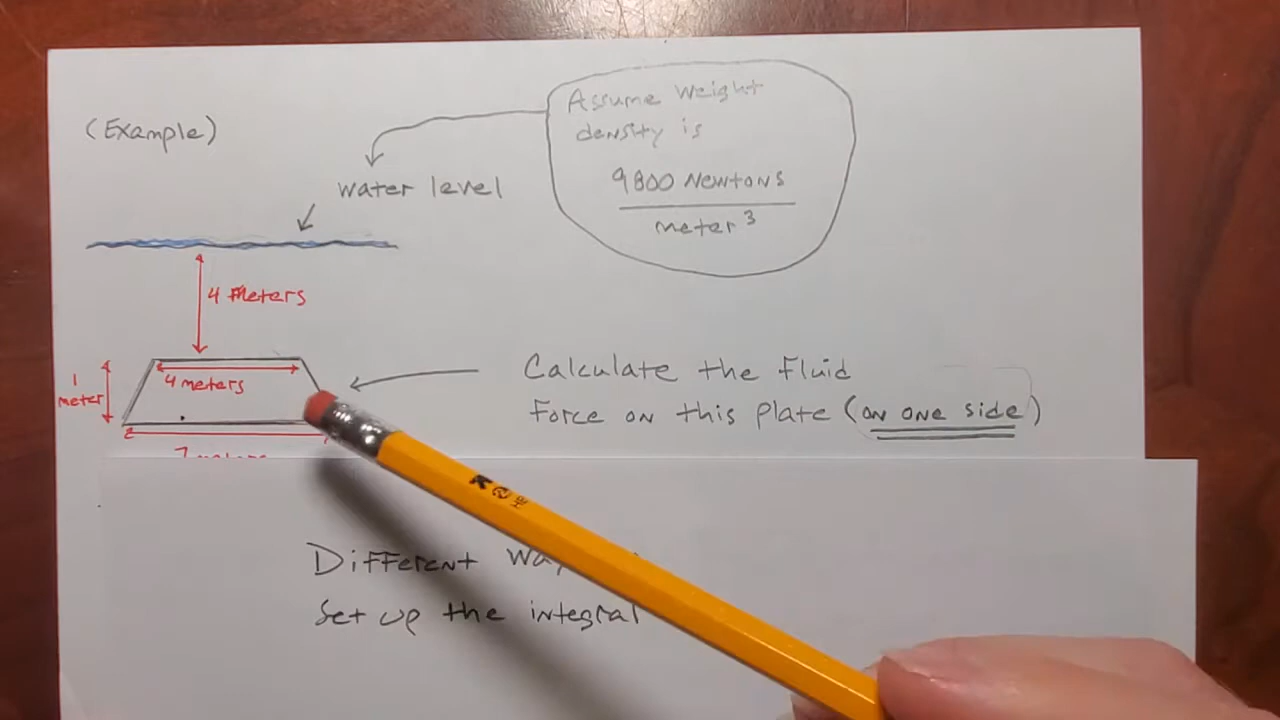 (Example)
Assume Weight
density is
9800 Newtons
meter³
water level
4 meters
4 meters
1
meter
Calculate the Fluid
Force on this plate (on one side)
Different
Set up the integral
HB